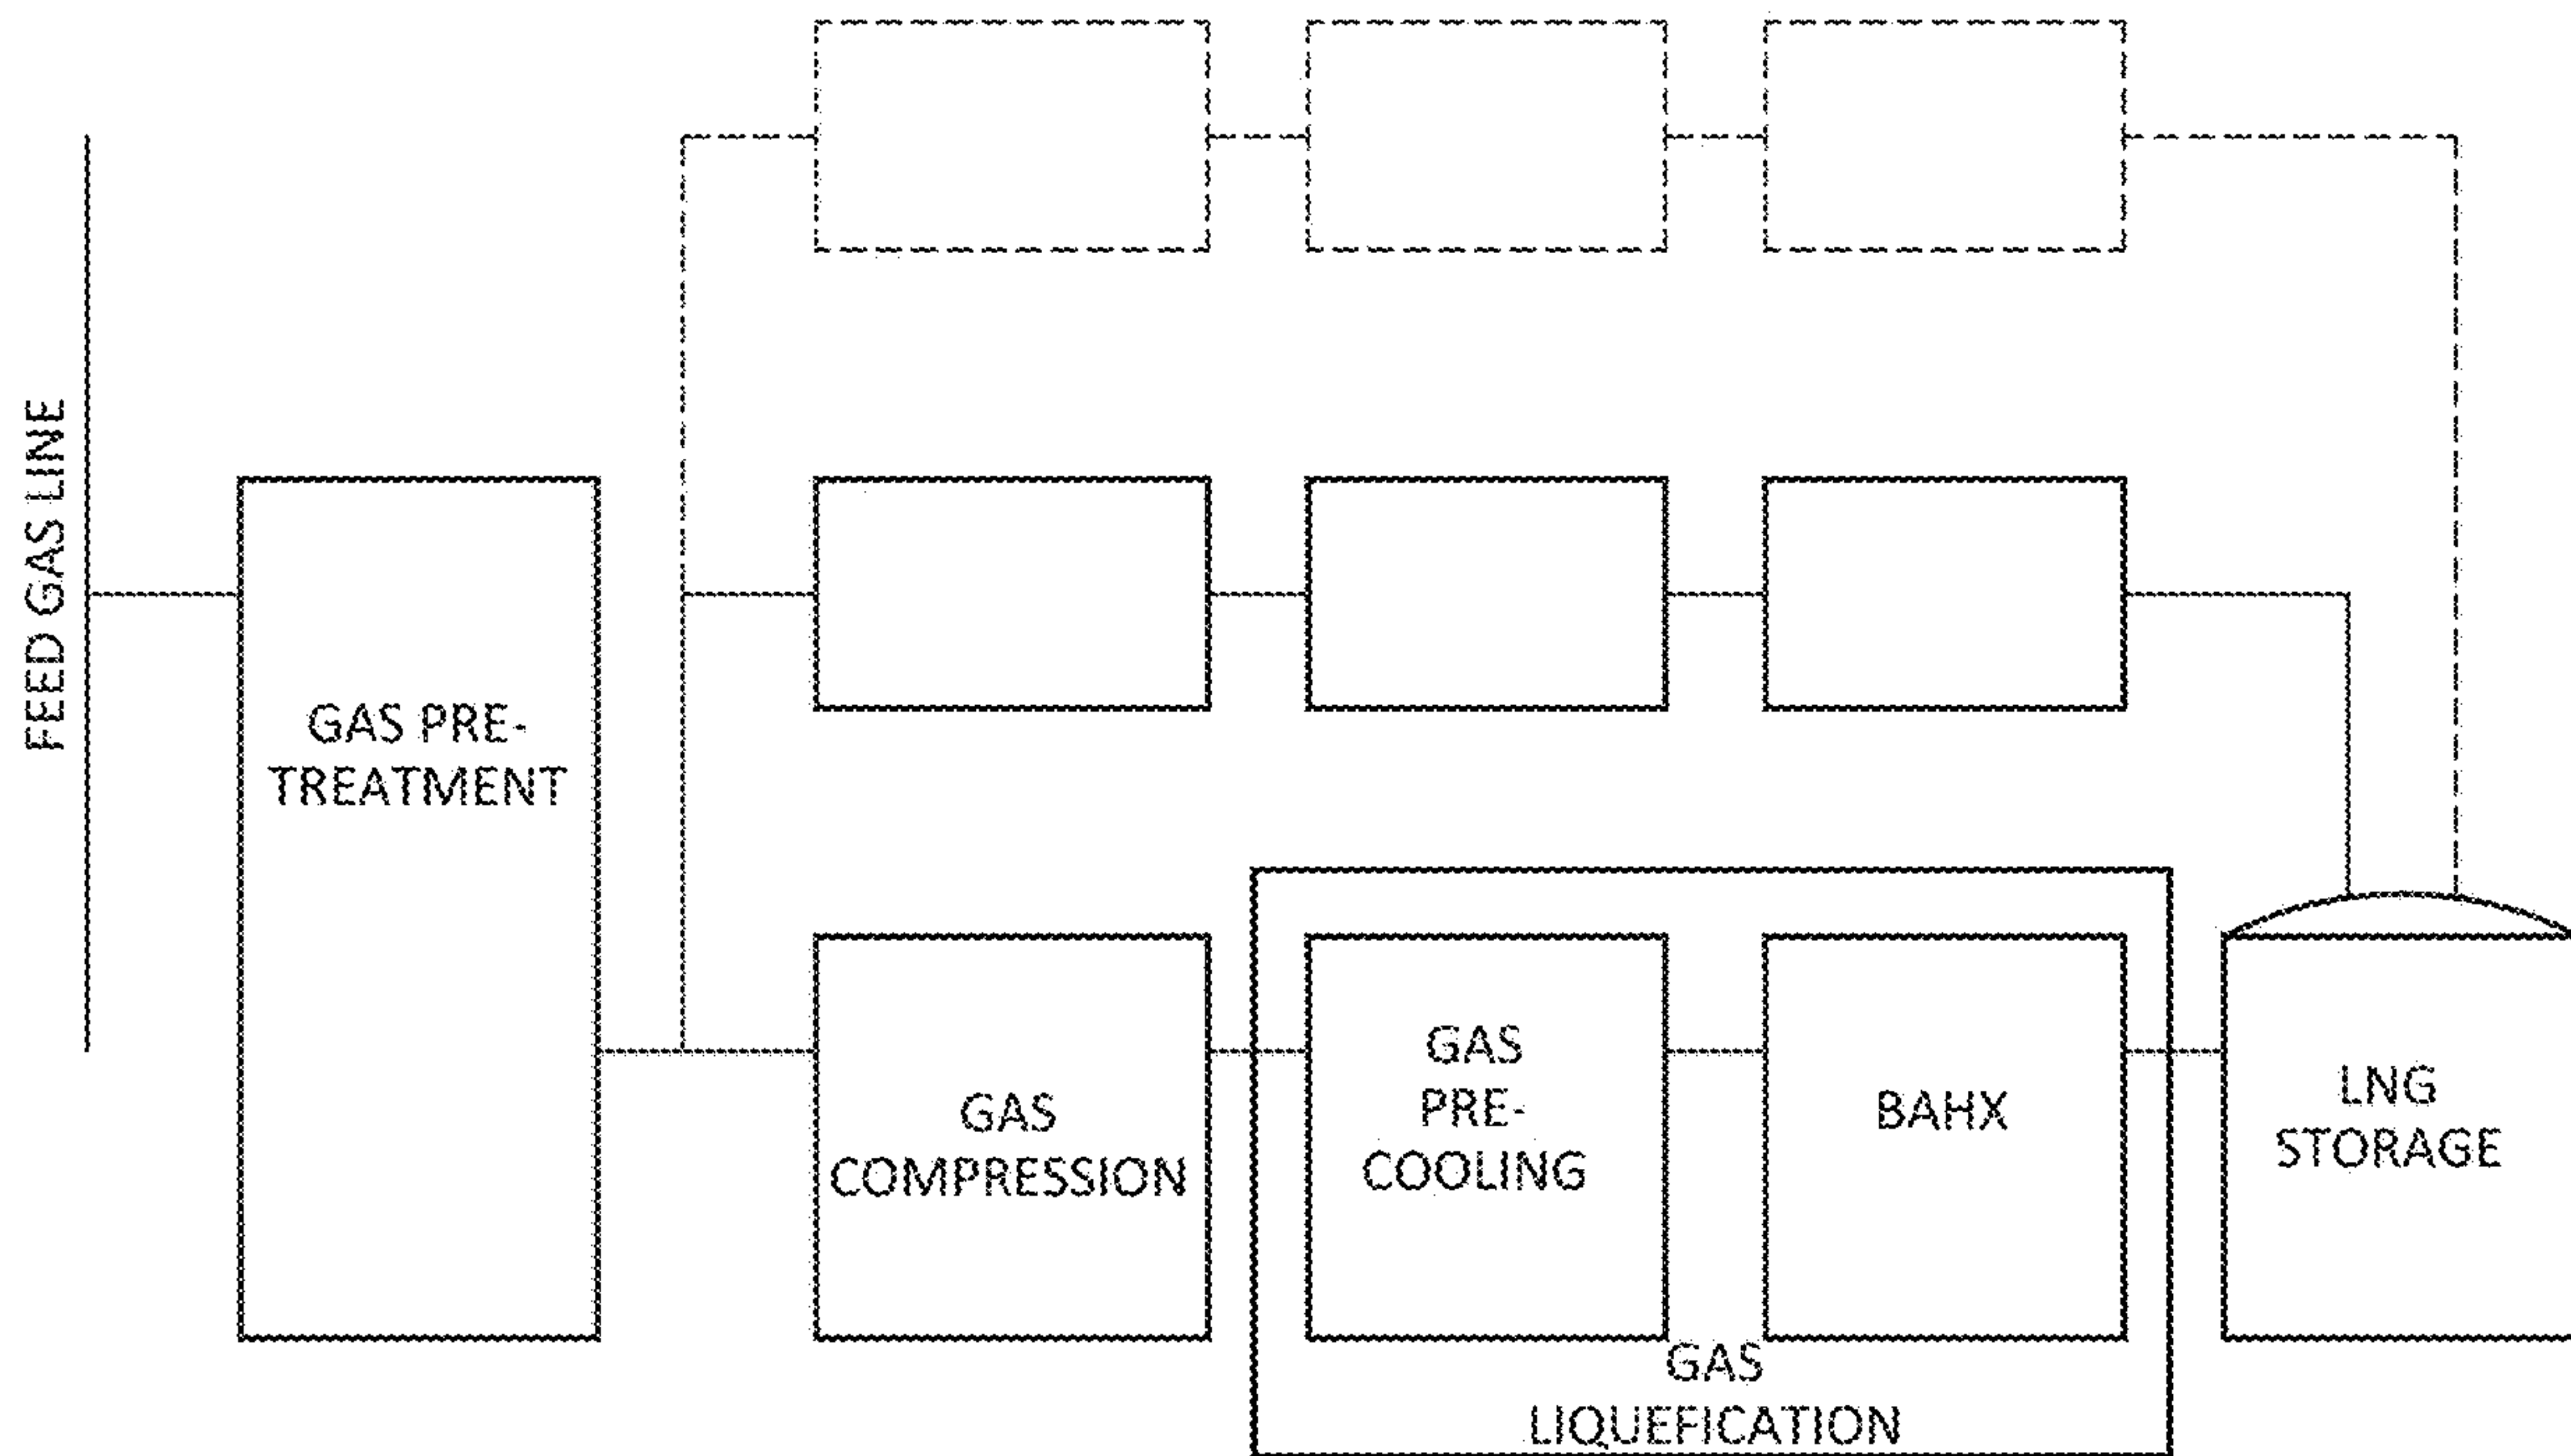 FEED GAS LINE
GAS PRE-
TREATMENT
GAS
COMPRESSION
GAS
PRE-
COOLING
BAHX
LNG
STORAGE
GAS
LIQUEFICATION